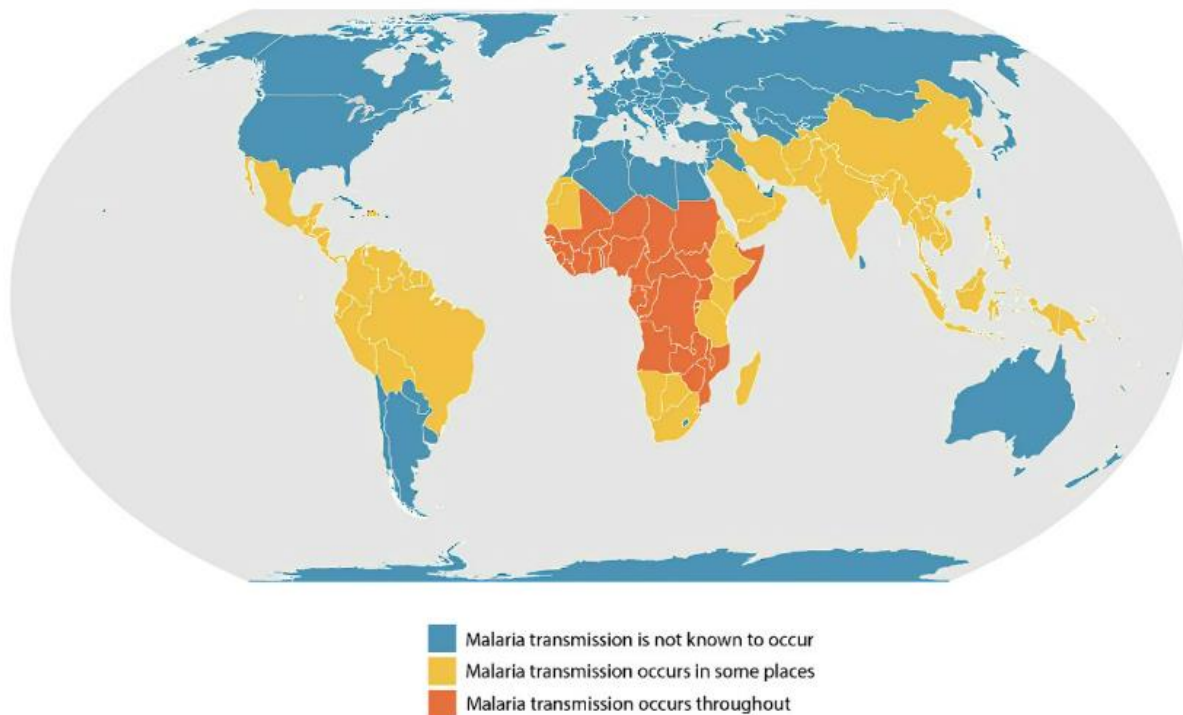 Malaria transmission is not known to occur
Malaria transmission occurs in some places
Malaria transmission occurs throughout